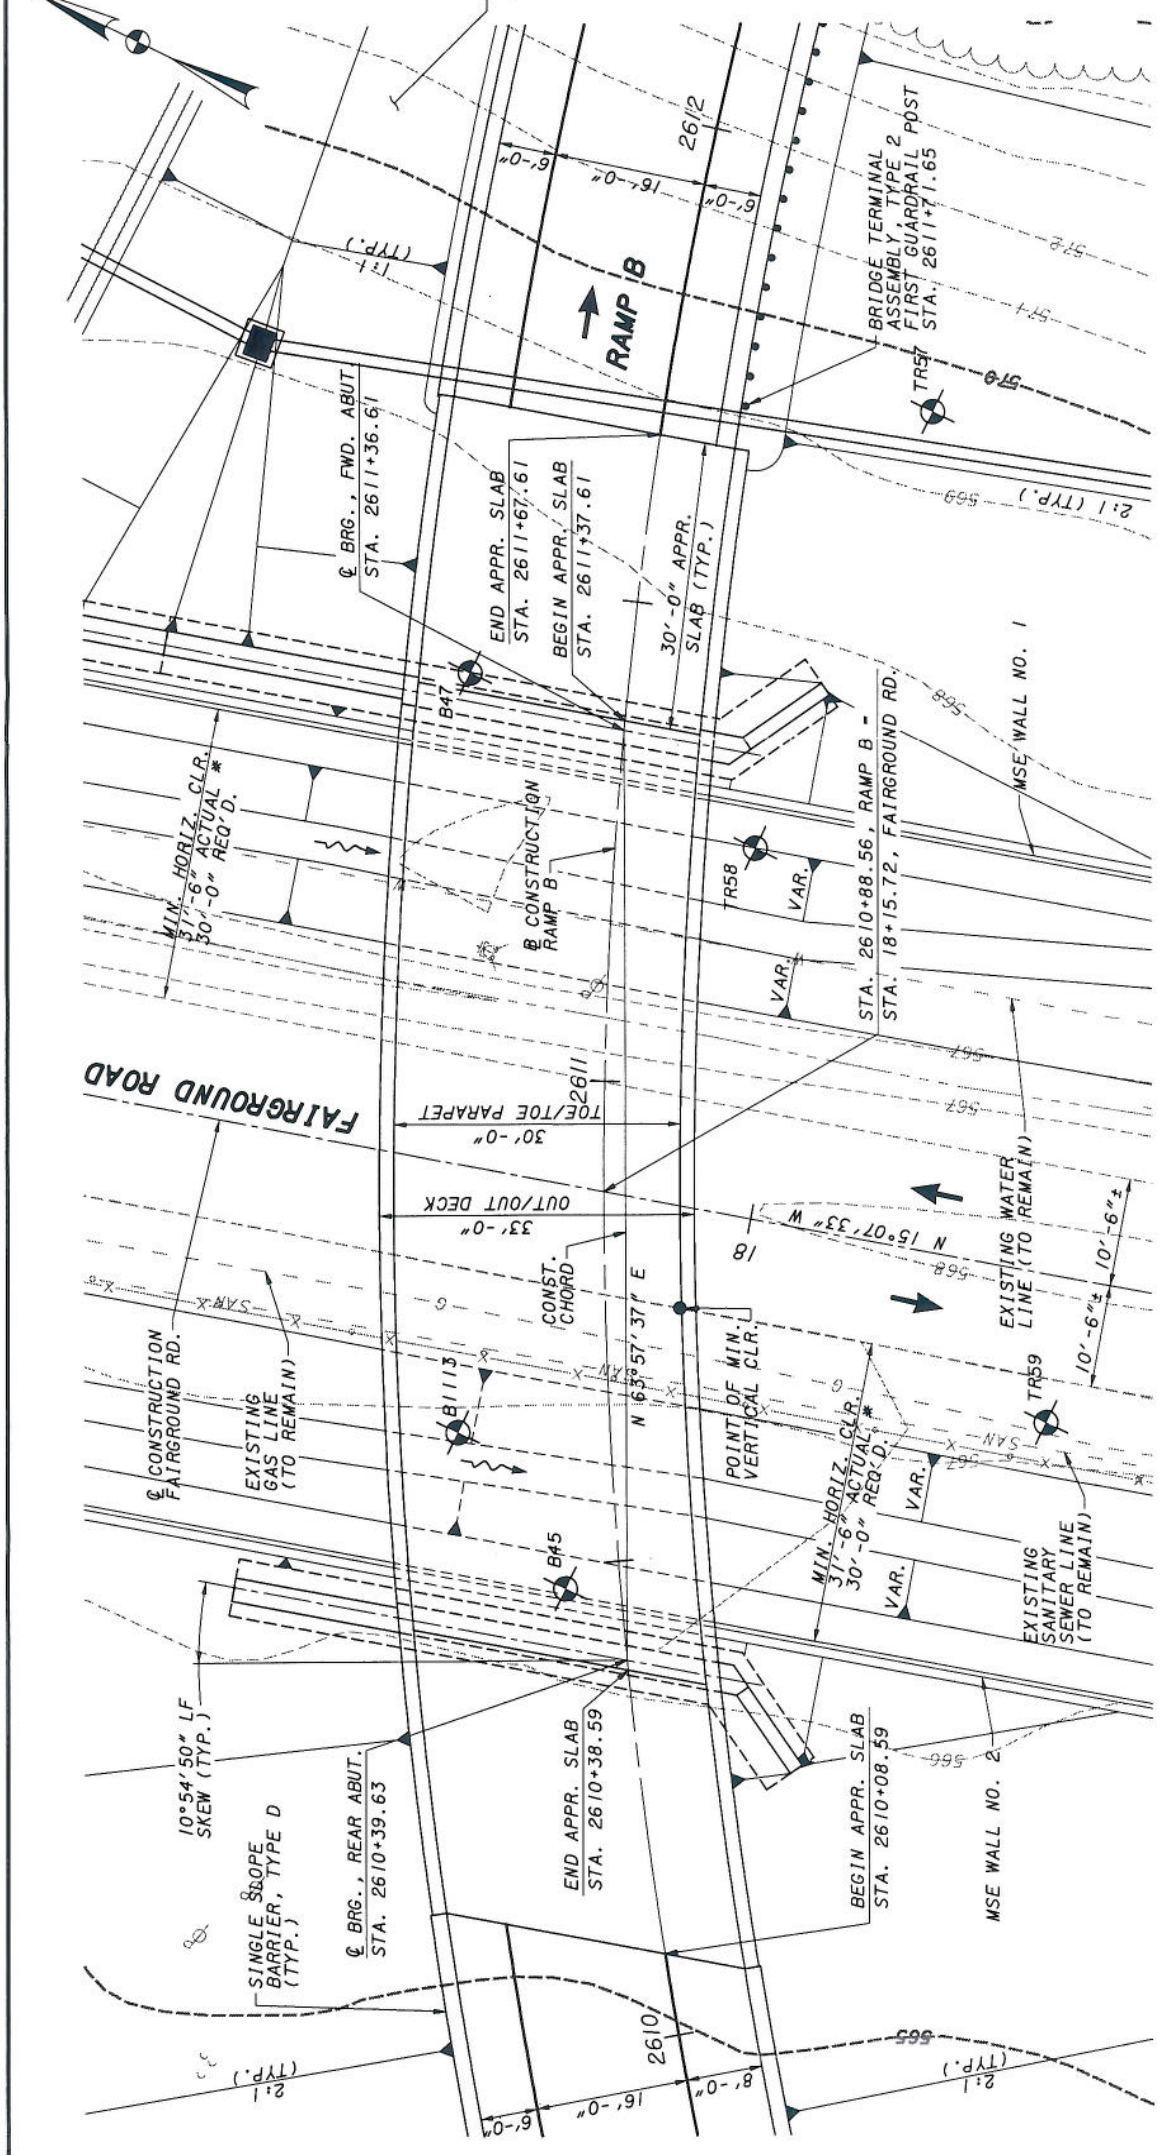 FAIRGROUND ROAD
RAMP B
10°54'50" LF
SKEW (TYP.)
SINGLE SLOPE
BARRIER, TYPE D
(TYP.)
℄ BRG., REAR ABUT.
STA. 2610+39.63
END APPR. SLAB
STA. 2610+38.59
BEGIN APPR. SLAB
STA. 2610+08.59
MSE WALL NO. 2
2:1
(TYP.)
2:1
(TYP.)
6'-0"
16'-0"
8'-0"
2610
565
566
℄ CONSTRUCTION
FAIRGROUND RD.
EXISTING
GAS LINE
(TO REMAIN)
B1113
B45
CONST.
CHORD
N 63°57'37" E
POINT OF MIN.
VERTICAL CLR.
MIN. HORIZ. CLR.
31'-6" ACTUAL *
30'-0" REQ'D.
VAR.
VAR.
EXISTING
SANITARY
SEWER LINE
(TO REMAIN)
TR59
567
SAN
SAN
SAN
G
G
33'-0"
OUT/OUT DECK
30'-0"
TOE/TOE PARAPET
2611
18
N 15°07'33" W
568
10'-6"±
10'-6"±
EXISTING WATER
LINE (TO REMAIN)
567
567
MIN. HORIZ. CLR.
31'-6" ACTUAL *
30'-0" REQ'D.
℄ CONSTRUCTION
RAMP B
TR58
VAR.
VAR.
STA. 2610+88.56, RAMP B =
STA. 18+15.72, FAIRGROUND RD.
MSE WALL NO. 1
568
B47
℄ BRG., FWD. ABUT.
STA. 2611+36.61
END APPR. SLAB
STA. 2611+67.61
BEGIN APPR. SLAB
STA. 2611+37.61
30'-0" APPR.
SLAB (TYP.)
1:1
(TYP.)
6'-0"
16'-0"
6'-0"
2612
BRIDGE TERMINAL
ASSEMBLY, TYPE 2
FIRST GUARDRAIL POST
STA. 2611+71.65
TR57
2:1 (TYP.)
569
570
571
572